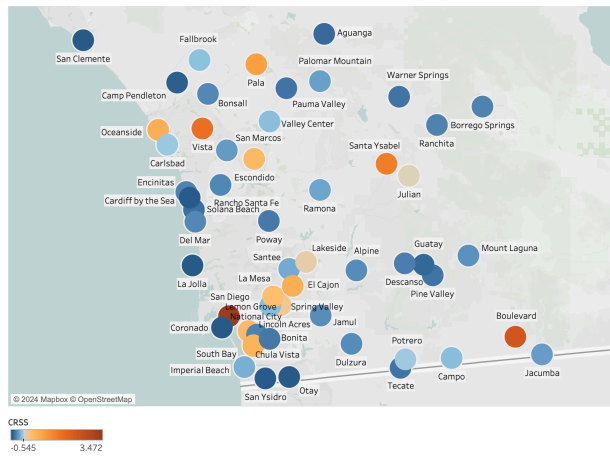 Aguanga
San Clemente
Fallbrook
Palomar Mountain
Pala
Warner Springs
Camp Pendleton
Bonsall
Pauma Valley
Borrego Springs
Oceanside
Valley Center
Vista
San Marcos
Ranchita
Santa Ysabel
Carlsbad
Escondido
Encinitas
Julian
Cardiff by the Sea
Rancho Santa Fe
Solana Beach
Ramona
Del Mar
Poway
Lakeside
Guatay
Santee
Alpine
Mount Laguna
La Jolla
La Mesa
El Cajon
Descanso
Pine Valley
San Diego
Lemon Grove
Spring Valley
National City
Boulevard
Coronado
Lincoln Acres
Jamul
Bonita
Potrero
South Bay
Chula Vista
Dulzura
Imperial Beach
Campo
Jacumba
Tecate
Otay
San Ysidro
© 2024 Mapbox © OpenStreetMap
CRSS
-0.545
3.472